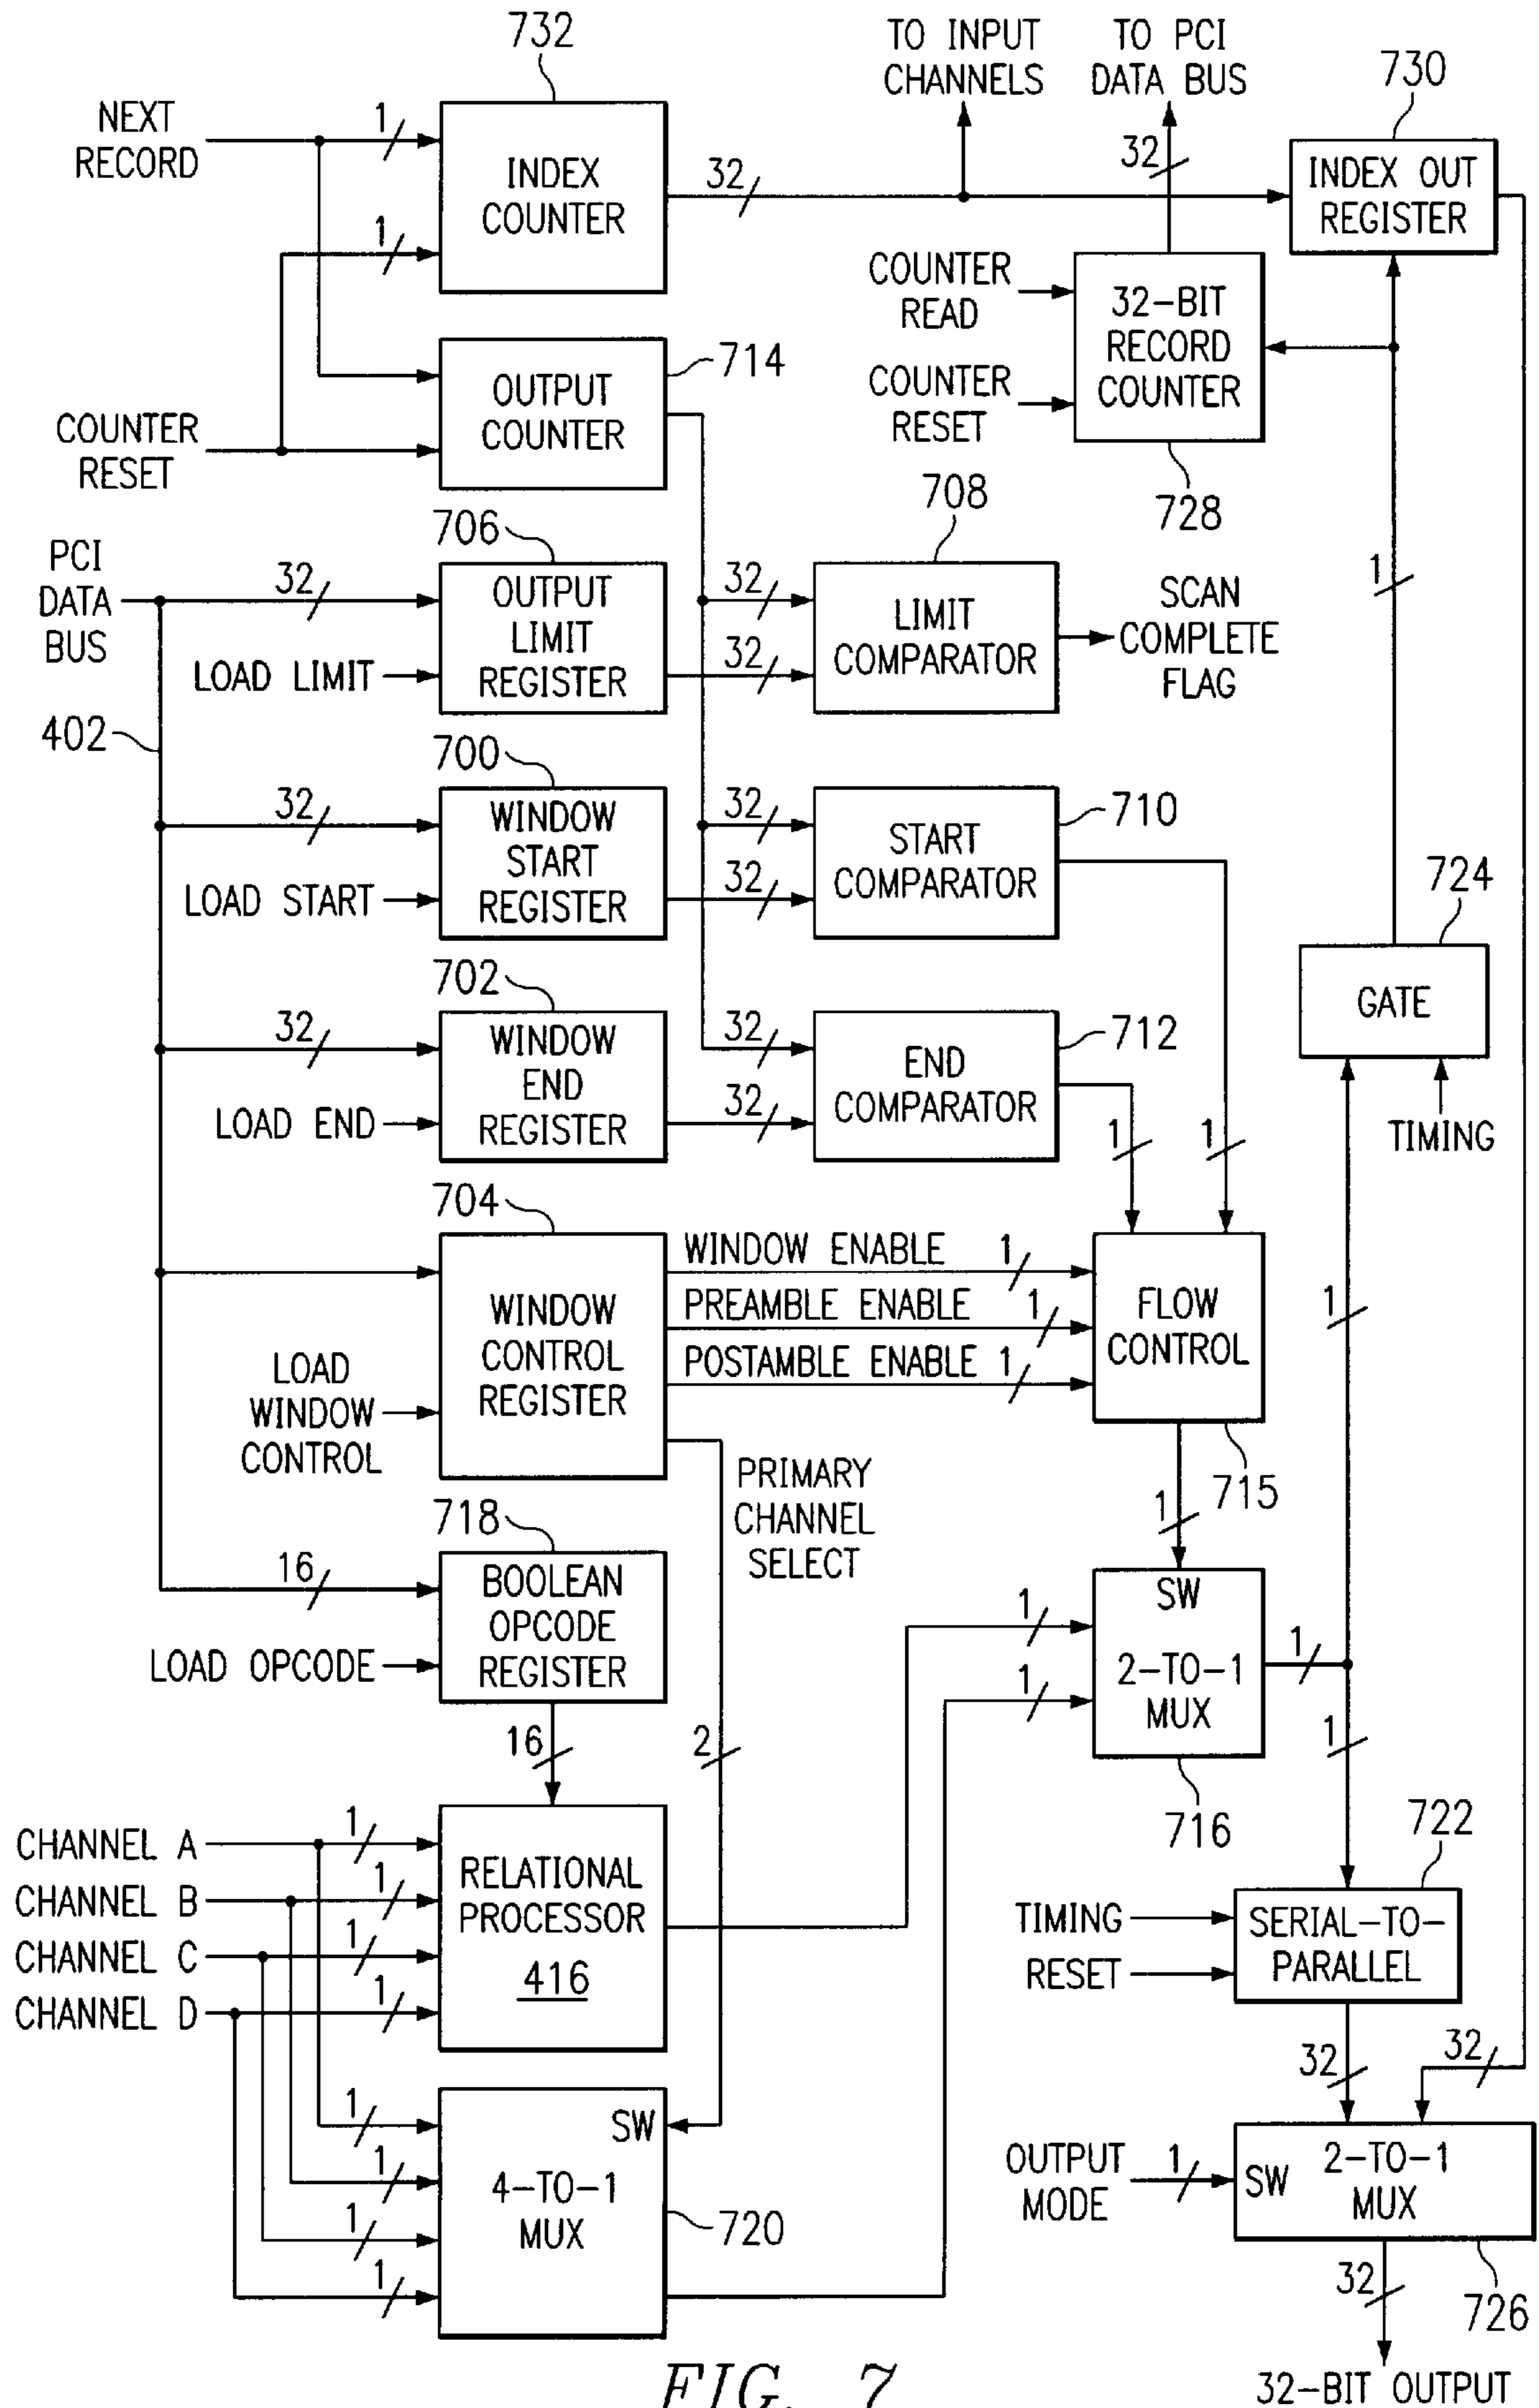 732
TO INPUT
CHANNELS
TO PCI
DATA BUS
730
NEXT
RECORD
1
INDEX
COUNTER
32
32
INDEX OUT
REGISTER
1
COUNTER
READ
32-BIT
RECORD
COUNTER
714
OUTPUT
COUNTER
COUNTER
RESET
COUNTER
RESET
728
706
708
PCI
DATA
BUS
32
OUTPUT
LIMIT
REGISTER
32
32
LIMIT
COMPARATOR
SCAN
COMPLETE
FLAG
1
LOAD LIMIT
402
700
32
WINDOW
START
REGISTER
32
32
START
COMPARATOR
710
LOAD START
724
GATE
702
32
WINDOW
END
REGISTER
32
32
END
COMPARATOR
712
LOAD END
1
1
TIMING
704
WINDOW
CONTROL
REGISTER
WINDOW ENABLE 1
PREAMBLE ENABLE 1
POSTAMBLE ENABLE 1
FLOW
CONTROL
1
LOAD
WINDOW
CONTROL
PRIMARY
CHANNEL
SELECT
1
715
718
16
BOOLEAN
OPCODE
REGISTER
LOAD OPCODE
1
1
SW
2-TO-1
MUX
1
16
2
1
716
722
CHANNEL A
1
CHANNEL B
1
CHANNEL C
1
CHANNEL D
1
RELATIONAL
PROCESSOR
416
TIMING
RESET
SERIAL-TO-
PARALLEL
32
32
1
1
1
1
SW
4-TO-1
MUX
720
OUTPUT
MODE
1
SW
2-TO-1
MUX
32
726
32-BIT OUTPUT
FIG. 7